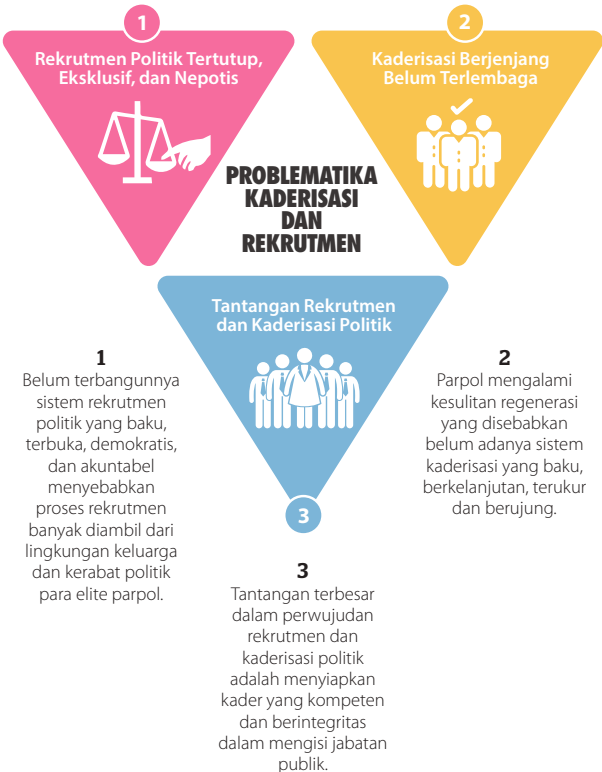 1
Rekrutmen Politik Tertutup,
Eksklusif, dan Nepotis
2
Kaderisasi Berjenjang
Belum Terlembaga
PROBLEMATIKA
KADERISASI
DAN
REKRUTMEN
Tantangan Rekrutmen
dan Kaderisasi Politik
3
1
Belum terbangunnya
sistem rekrutmen
politik yang baku,
terbuka, demokratis,
dan akuntabel
menyebabkan
proses rekrutmen
banyak diambil dari
lingkungan keluarga
dan kerabat politik
para elite parpol.
2
Parpol mengalami
kesulitan regenerasi
yang disebabkan
belum adanya sistem
kaderisasi yang baku,
berkelanjutan, terukur
dan berujung.
3
Tantangan terbesar
dalam perwujudan
rekrutmen dan
kaderisasi politik
adalah menyiapkan
kader yang kompeten
dan berintegritas
dalam mengisi jabatan
publik.